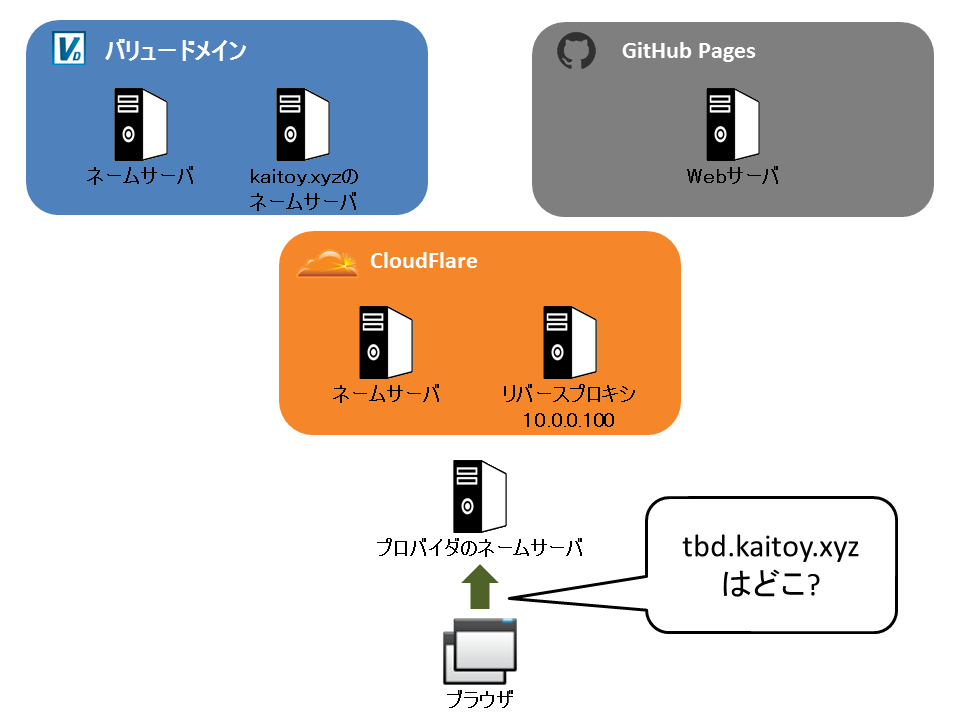 バリュードメイン
ネームサーバ
kaitoy.xyzの
ネームサーバ
GitHub Pages
Webサーバ
CloudFlare
ネームサーバ
リバースプロキシ
10.0.0.100
プロバイダのネームサーバ
tbd.kaitoy.xyz
はどこ?
ブラウザ